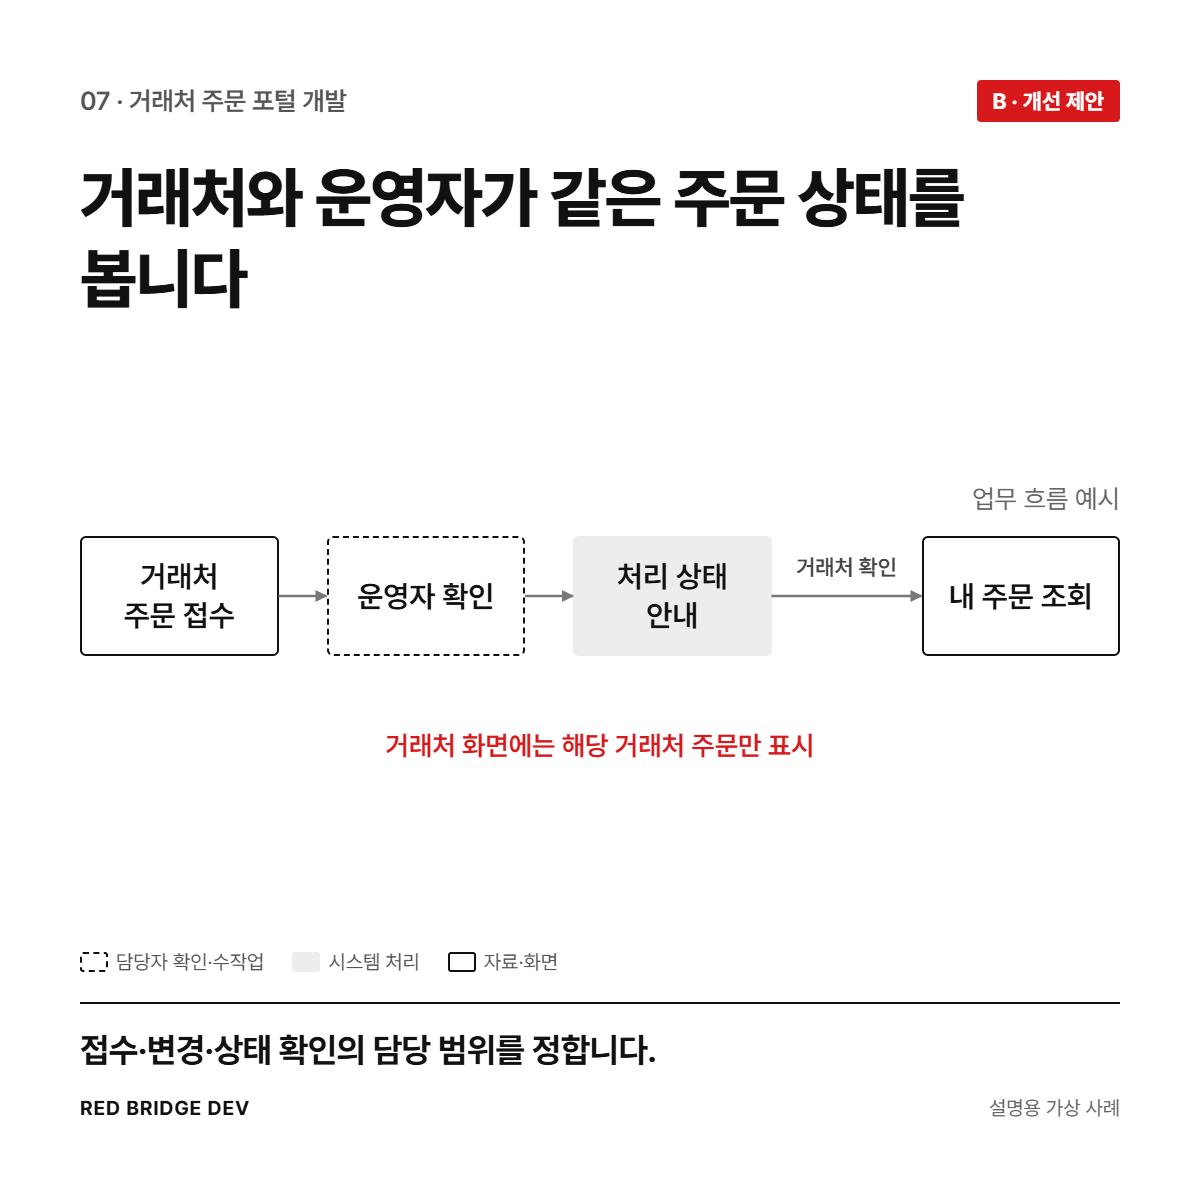 07 · 거래처 주문 포털 개발
B · 개선 제안
거래처와 운영자가 같은 주문 상태를
봅니다
업무 흐름 예시
거래처
주문 접수
운영자 확인
처리 상태
안내
거래처 확인
내 주문 조회
거래처 화면에는 해당 거래처 주문만 표시
담당자 확인·수작업
시스템 처리
자료·화면
접수·변경·상태 확인의 담당 범위를 정합니다.
RED BRIDGE DEV
설명용 가상 사례